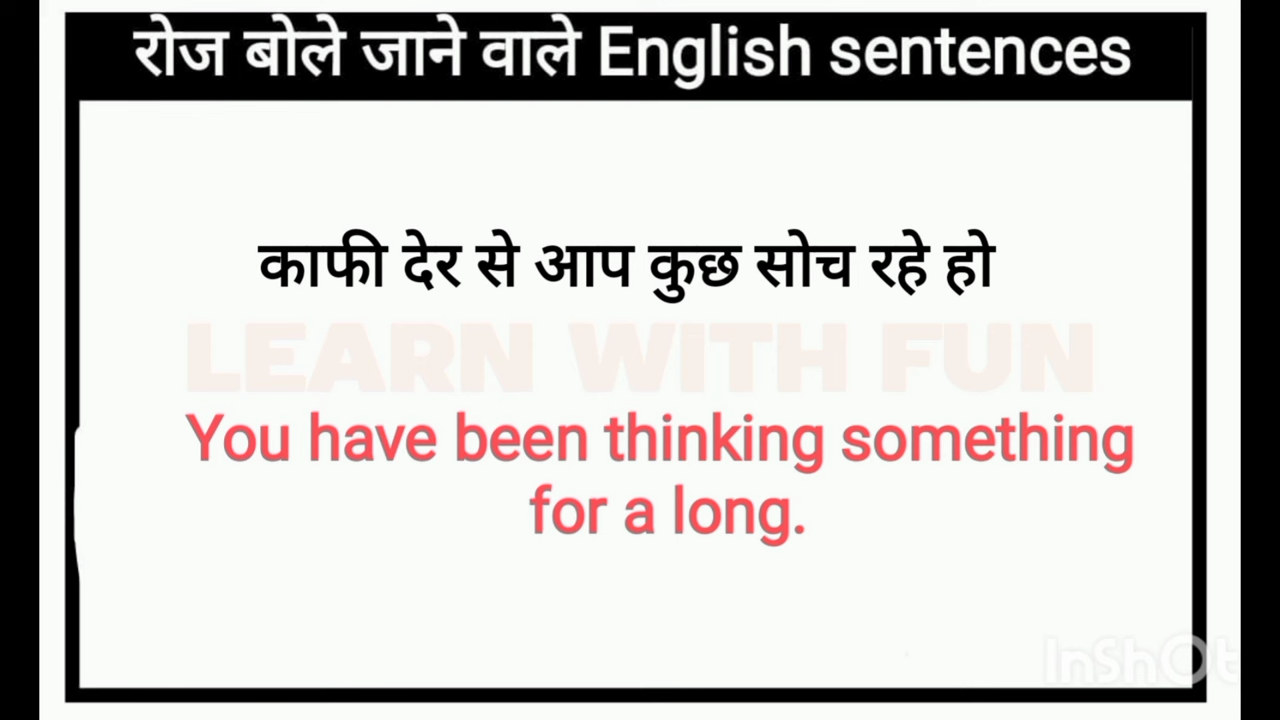 रोज बोले जाने वाले English sentences
काफी देर से आप कुछ सोच रहे हो
LEARN WITH FUN
You have been thinking something
for a long.
InShOt